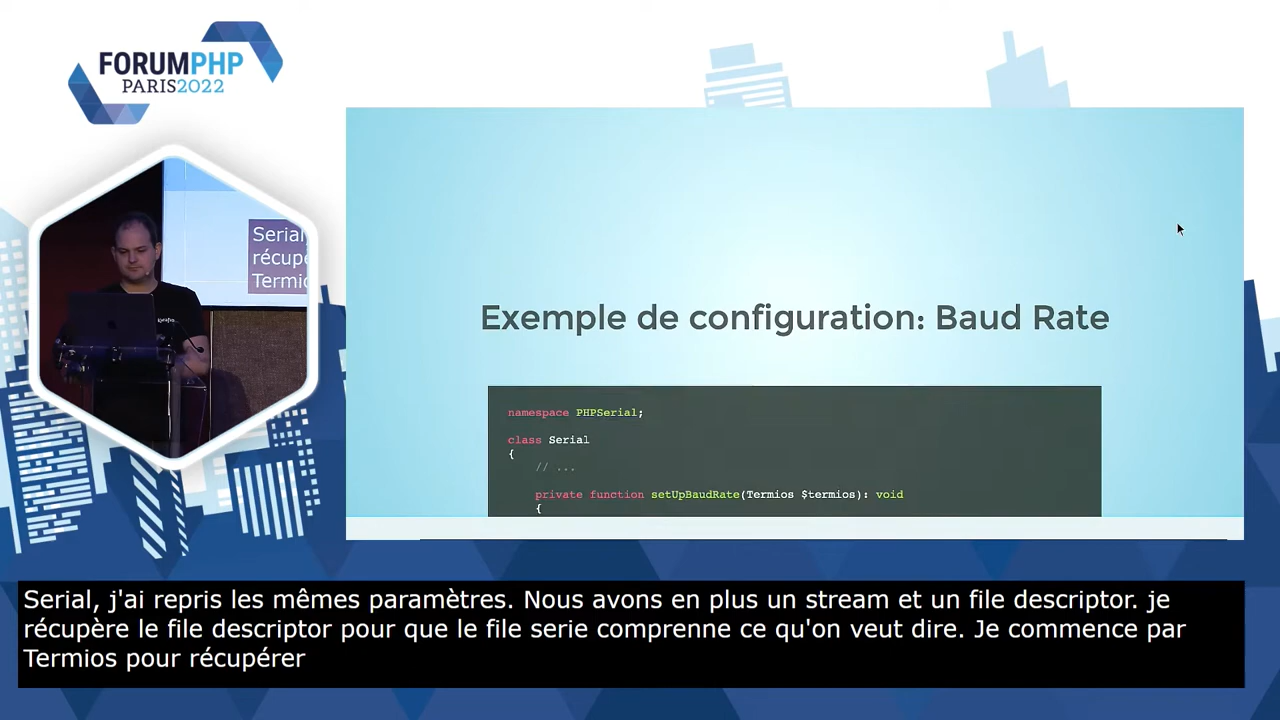 FORUMPHP
PARIS2022
Serial
récupé
Termio
Exemple de configuration: Baud Rate
namespace PHPSerial;
class Serial
{
// ...
private function setUpBaudRate(Termios $termios): void
{
Serial, j'ai repris les mêmes paramètres. Nous avons en plus un stream et un file descriptor. je
récupère le file descriptor pour que le file serie comprenne ce qu'on veut dire. Je commence par
Termios pour récupérer